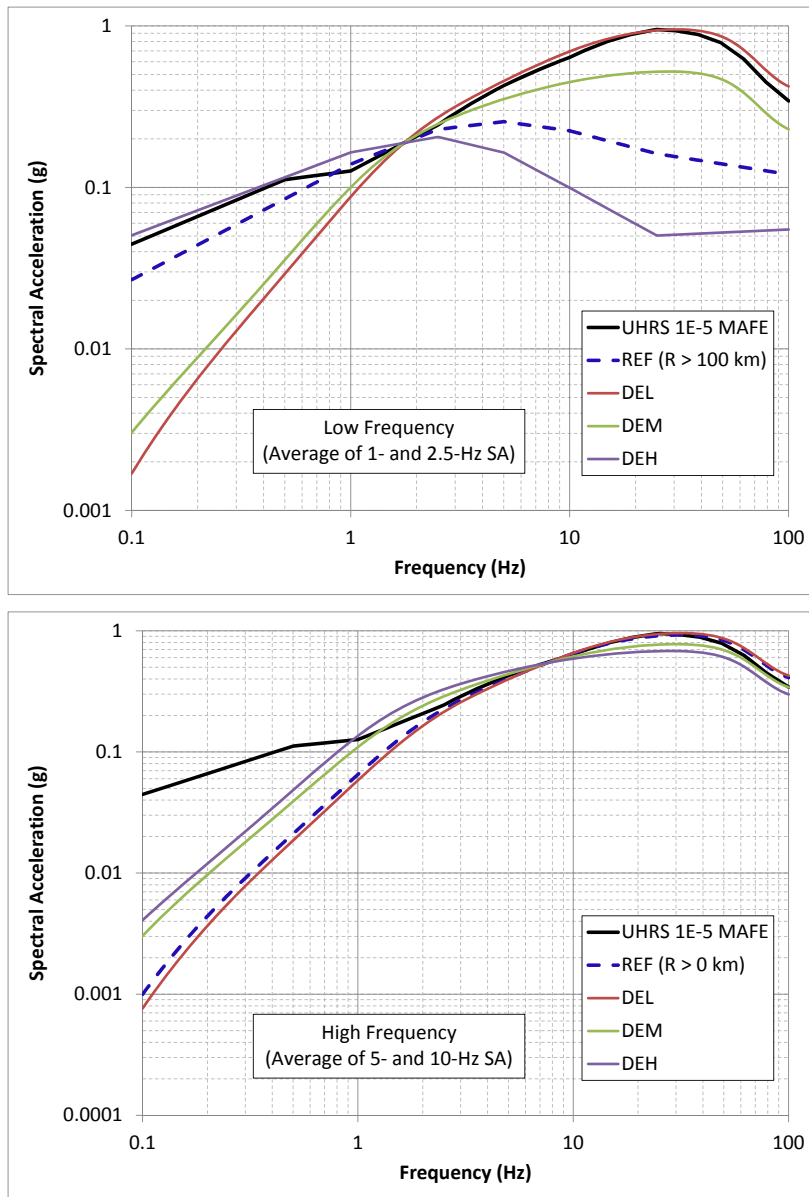 1
0.1
0.01
0.001
Spectral Acceleration (g)
UHRS 1E-5 MAFE
REF (R > 100 km)
DEL
DEM
DEH
Low Frequency
(Average of 1- and 2.5-Hz SA)
0.1 1 10 100
Frequency (Hz)
1
0.1
0.01
0.001
0.0001
Spectral Acceleration (g)
UHRS 1E-5 MAFE
REF (R > 0 km)
DEL
DEM
DEH
High Frequency
(Average of 5- and 10-Hz SA)
0.1 1 10 100
Frequency (Hz)